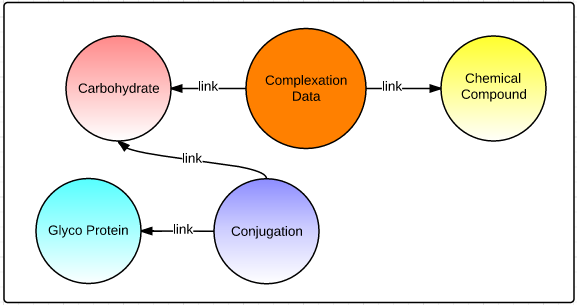 Carbohydrate
link
Complexation
Data
link
Chemical
Compound
link
Glyco Protein
link
Conjugation